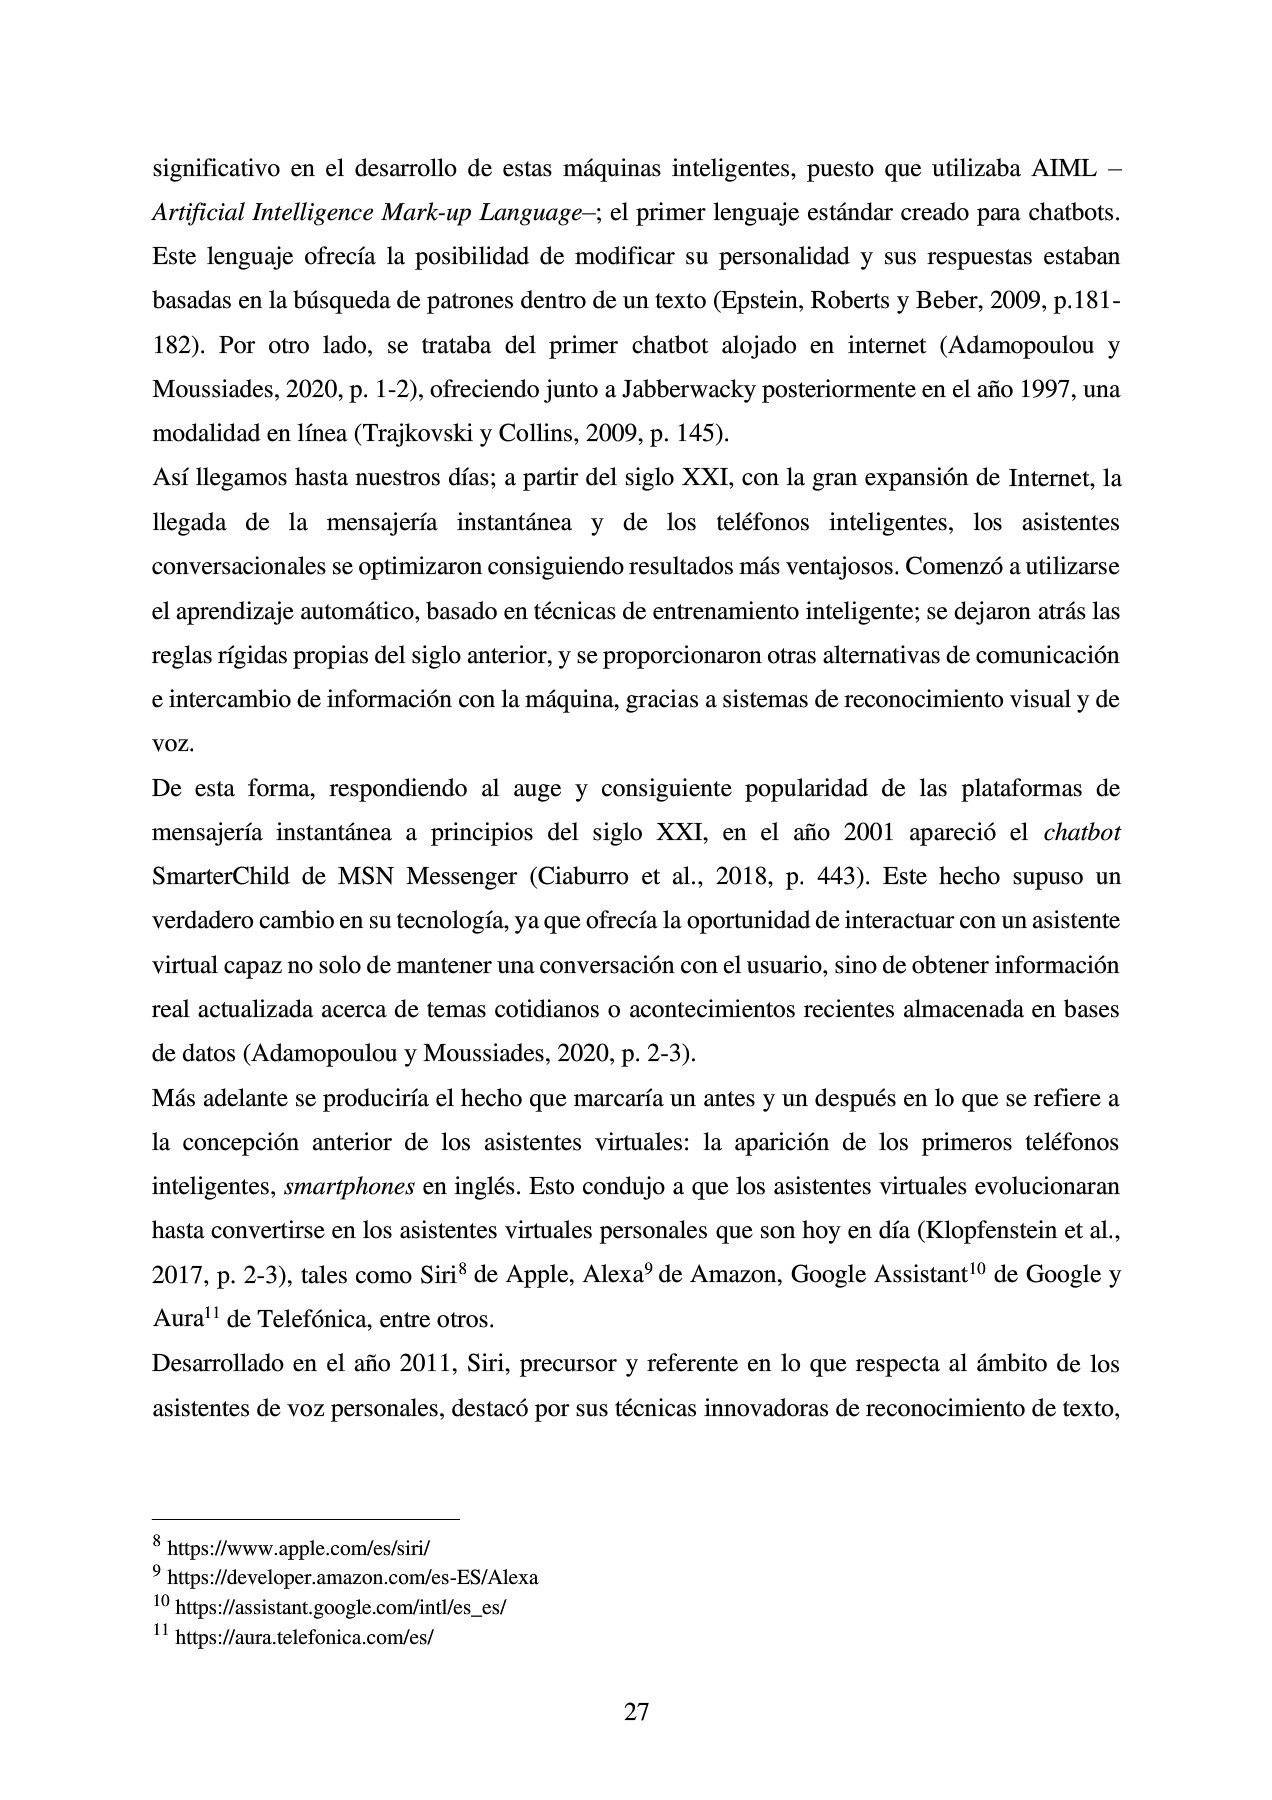 significativo en el desarrollo de estas máquinas inteligentes, puesto que utilizaba AIML –
Artificial Intelligence Mark-up Language–; el primer lenguaje estándar creado para chatbots.
Este lenguaje ofrecía la posibilidad de modificar su personalidad y sus respuestas estaban
basadas en la búsqueda de patrones dentro de un texto (Epstein, Roberts y Beber, 2009, p.181-
182). Por otro lado, se trataba del primer chatbot alojado en internet (Adamopoulou y
Moussiades, 2020, p. 1-2), ofreciendo junto a Jabberwacky posteriormente en el año 1997, una
modalidad en línea (Trajkovski y Collins, 2009, p. 145).
Así llegamos hasta nuestros días; a partir del siglo XXI, con la gran expansión de Internet, la
llegada de la mensajería instantánea y de los teléfonos inteligentes, los asistentes
conversacionales se optimizaron consiguiendo resultados más ventajosos. Comenzó a utilizarse
el aprendizaje automático, basado en técnicas de entrenamiento inteligente; se dejaron atrás las
reglas rígidas propias del siglo anterior, y se proporcionaron otras alternativas de comunicación
e intercambio de información con la máquina, gracias a sistemas de reconocimiento visual y de
voz.
De esta forma, respondiendo al auge y consiguiente popularidad de las plataformas de
mensajería instantánea a principios del siglo XXI, en el año 2001 apareció el chatbot
SmarterChild de MSN Messenger (Ciaburro et al., 2018, p. 443). Este hecho supuso un
verdadero cambio en su tecnología, ya que ofrecía la oportunidad de interactuar con un asistente
virtual capaz no solo de mantener una conversación con el usuario, sino de obtener información
real actualizada acerca de temas cotidianos o acontecimientos recientes almacenada en bases
de datos (Adamopoulou y Moussiades, 2020, p. 2-3).
Más adelante se produciría el hecho que marcaría un antes y un después en lo que se refiere a
la concepción anterior de los asistentes virtuales: la aparición de los primeros teléfonos
inteligentes, smartphones en inglés. Esto condujo a que los asistentes virtuales evolucionaran
hasta convertirse en los asistentes virtuales personales que son hoy en día (Klopfenstein et al.,
2017, p. 2-3), tales como Siri⁸ de Apple, Alexa⁹ de Amazon, Google Assistant¹⁰ de Google y
Aura¹¹ de Telefónica, entre otros.
Desarrollado en el año 2011, Siri, precursor y referente en lo que respecta al ámbito de los
asistentes de voz personales, destacó por sus técnicas innovadoras de reconocimiento de texto,
⁸ https://www.apple.com/es/siri/
⁹ https://developer.amazon.com/es-ES/Alexa
¹⁰ https://assistant.google.com/intl/es_es/
¹¹ https://aura.telefonica.com/es/
27